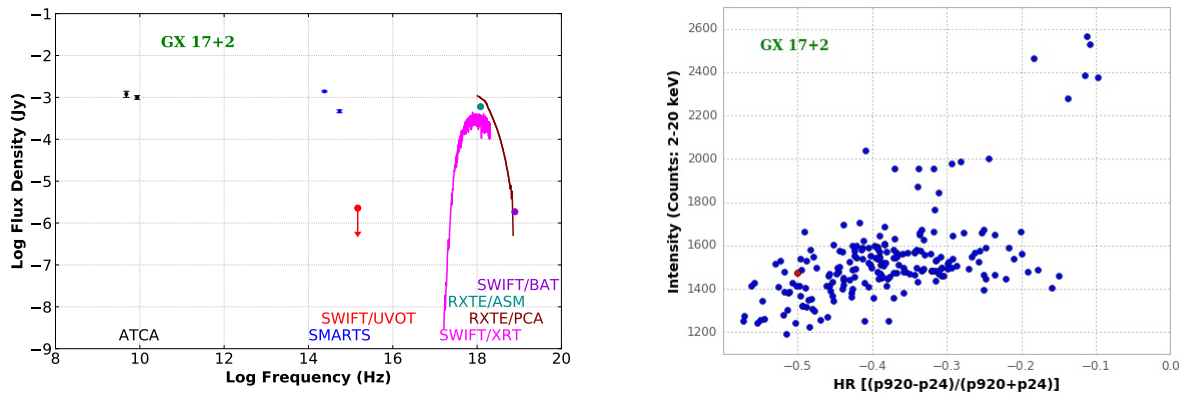 GX 17+2
Log Flux Density (Jy)
−1
−2
−3
−4
−5
−6
−7
−8
−9
SWIFT/BAT
RXTE/ASM
SWIFT/UVOT RXTE/PCA
ATCA SMARTS SWIFT/XRT
8 10 12 14 16 18 20
Log Frequency (Hz)
GX 17+2
Intensity (Counts: 2-20 keV)
2600
2400
2200
2000
1800
1600
1400
1200
−0.5 −0.4 −0.3 −0.2 −0.1 0.0
HR [(p920-p24)/(p920+p24)]